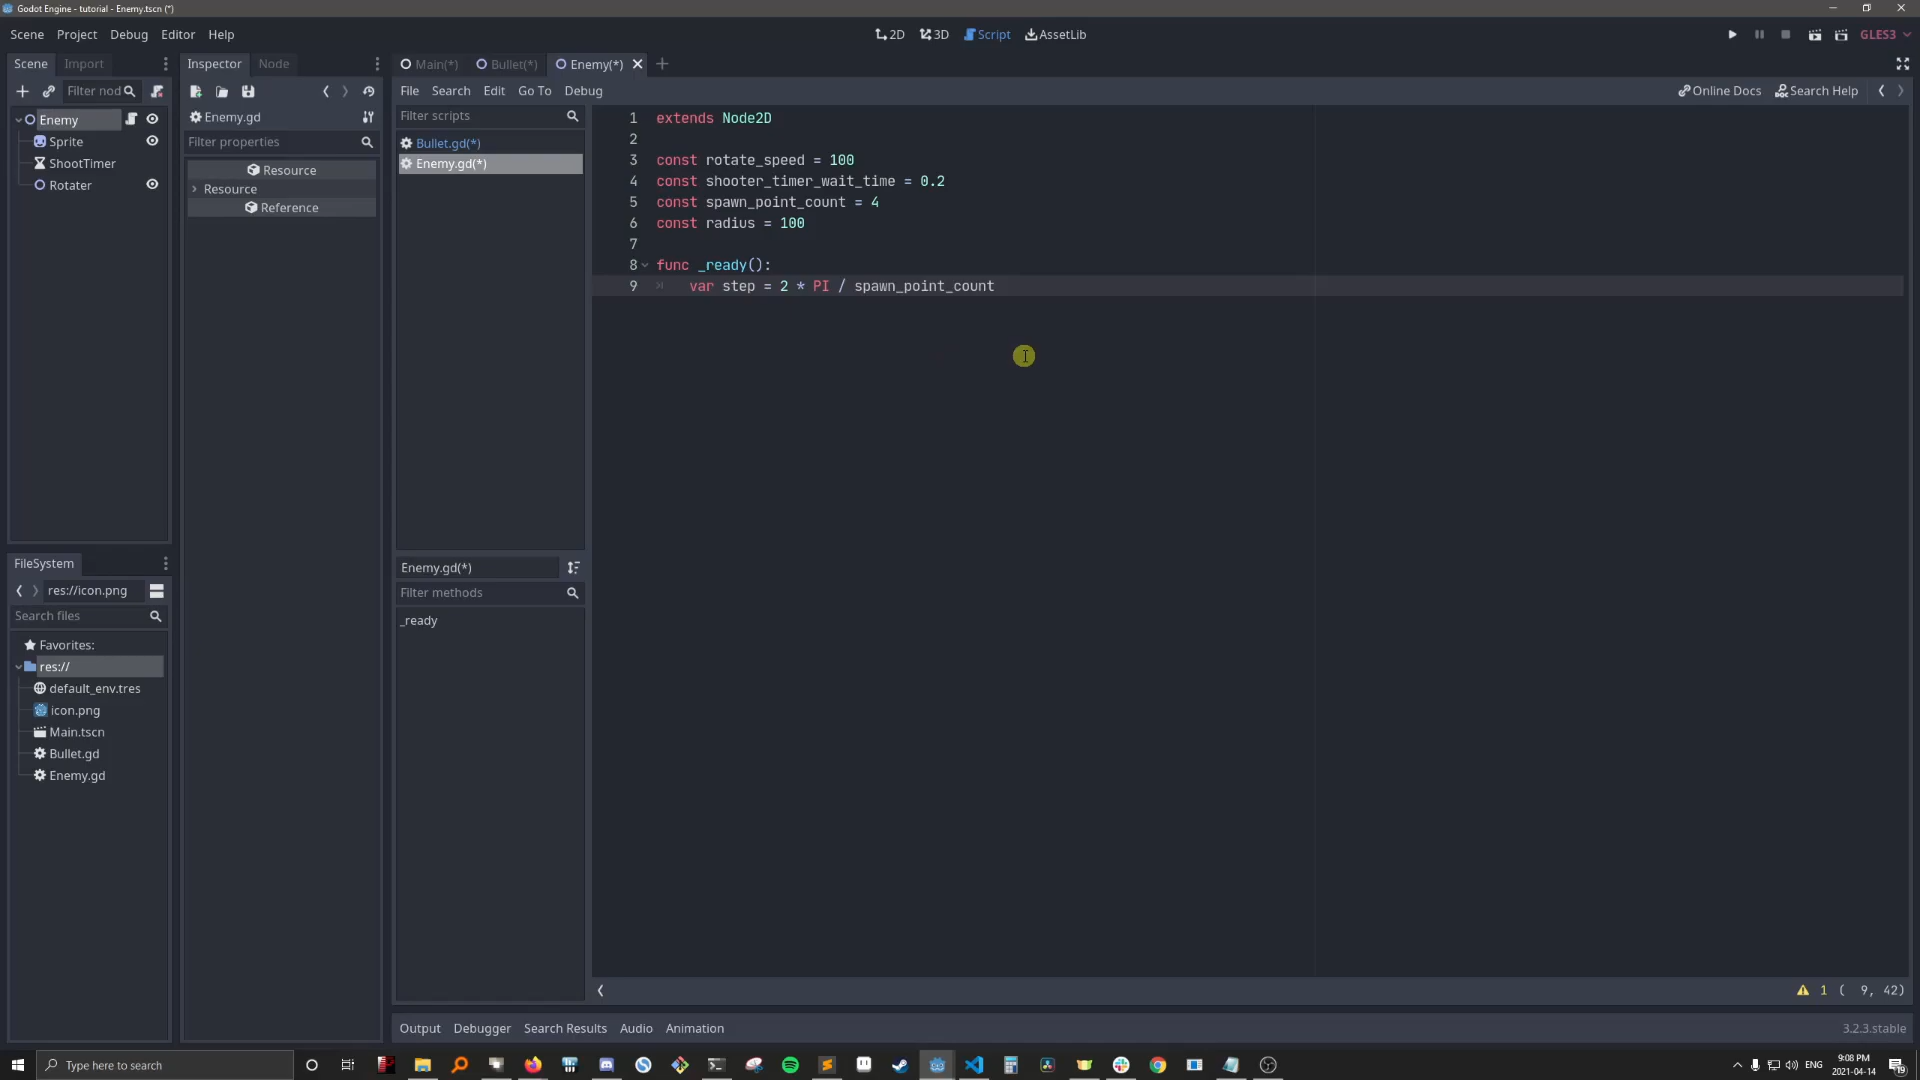 Godot Engine - tutorial - Enemy.tscn (*)
Scene Project Debug Editor Help
2D 3D Script AssetLib
GLES3
Scene Import
Filter nod
Enemy
Sprite
ShootTimer
Rotater
Inspector Node
Enemy.gd
Filter properties
Resource
Resource
Reference
Main(*) Bullet(*) Enemy(*)
File Search Edit Go To Debug
Online Docs Search Help
Filter scripts
Bullet.gd(*)
Enemy.gd(*)
Enemy.gd(*)
Filter methods
_ready
1 extends Node2D
2
3 const rotate_speed = 100
4 const shooter_timer_wait_time = 0.2
5 const spawn_point_count = 4
6 const radius = 100
7
8 func _ready():
9 var step = 2 * PI / spawn_point_count
1 ( 9, 42)
FileSystem
res://icon.png
Search files
Favorites:
res://
default_env.tres
icon.png
Main.tscn
Bullet.gd
Enemy.gd
Output Debugger Search Results Audio Animation
3.2.3.stable
Type here to search
ENG
9:08 PM
2021-04-14
19